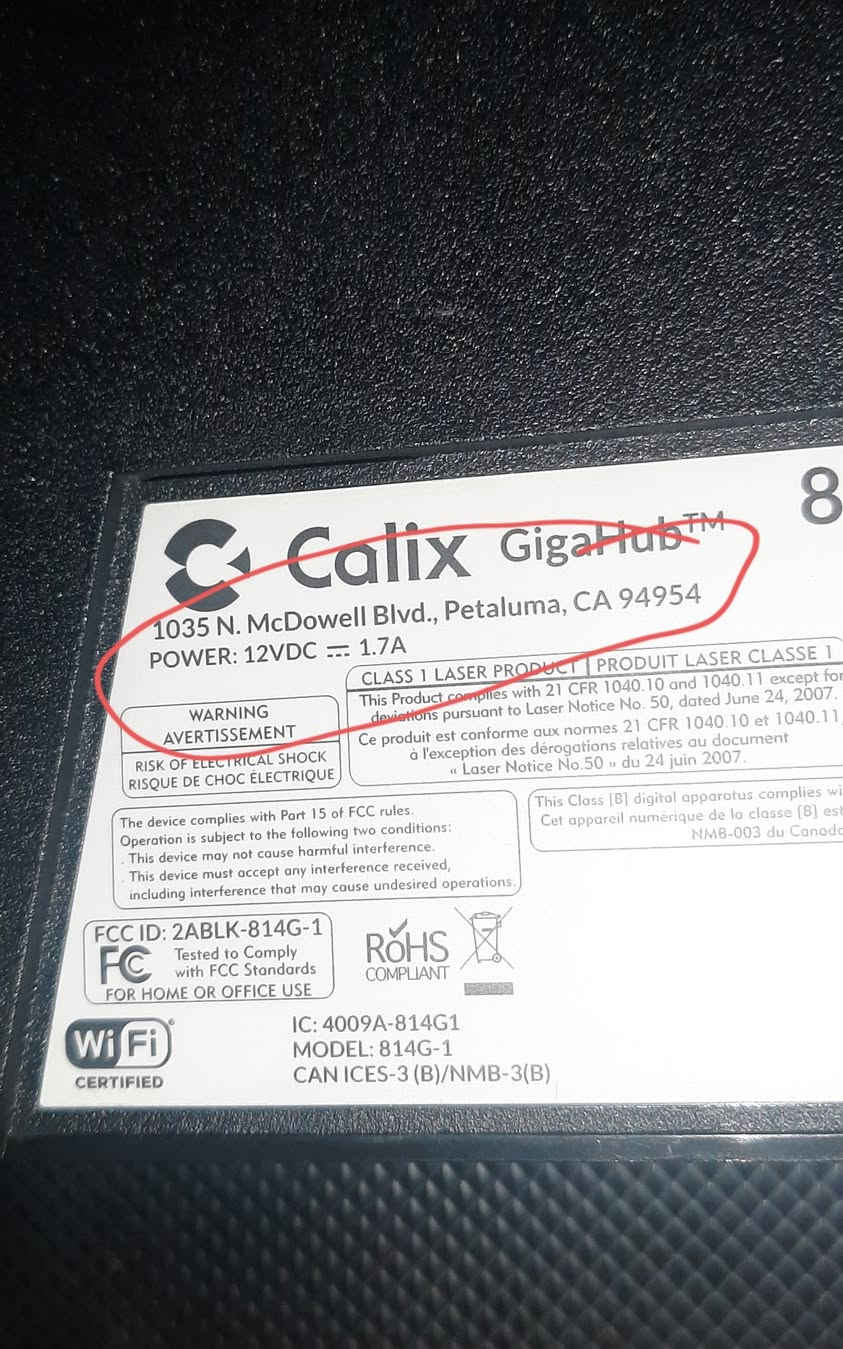 Calix GigaHub™ 8
1035 N. McDowell Blvd., Petaluma, CA 94954
POWER: 12VDC ⎓ 1.7A
CLASS 1 LASER PRODUCT | PRODUIT LASER CLASSE 1
This Product complies with 21 CFR 1040.10 and 1040.11 except for
deviations pursuant to Laser Notice No. 50, dated June 24, 2007.
Ce produit est conforme aux normes 21 CFR 1040.10 et 1040.11,
à l'exception des dérogations relatives au document
« Laser Notice No.50 » du 24 juin 2007.
WARNING
AVERTISSEMENT
RISK OF ELECTRICAL SHOCK
RISQUE DE CHOC ÉLECTRIQUE
The device complies with Part 15 of FCC rules.
Operation is subject to the following two conditions:
. This device may not cause harmful interference.
. This device must accept any interference received,
including interference that may cause undesired operations.
This Class [B] digital apparatus complies wi
Cet appareil numérique de la classe [B] est
NMB-003 du Canada
FCC ID: 2ABLK-814G-1
FC Tested to Comply
with FCC Standards
FOR HOME OR OFFICE USE
RoHS
COMPLIANT
WiFi®
CERTIFIED
IC: 4009A-814G1
MODEL: 814G-1
CAN ICES-3 (B)/NMB-3(B)